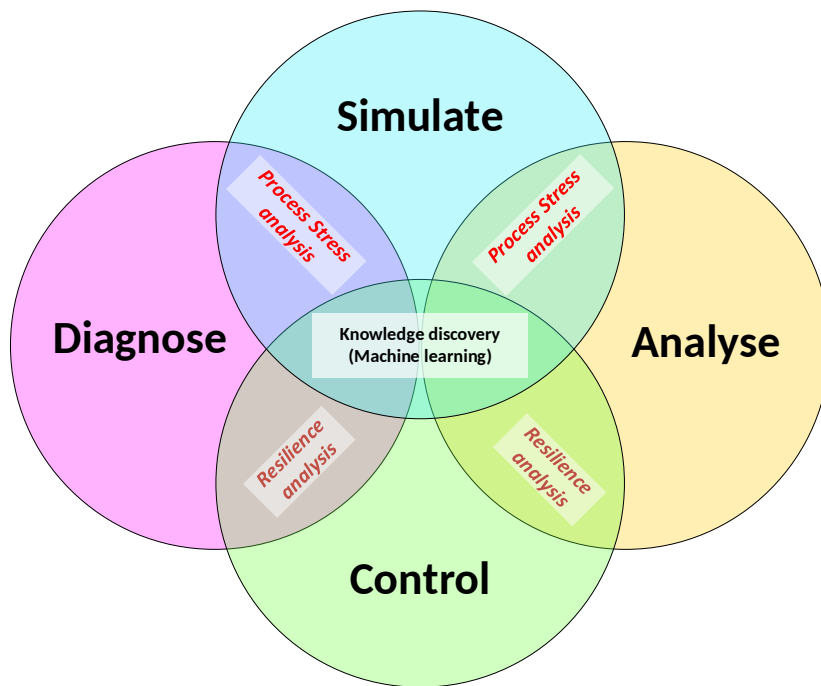 Simulate
Process Stress
analysis
Process Stress
analysis
Diagnose
Knowledge discovery
(Machine learning)
Analyse
Resilience
analysis
Resilience
analysis
Control